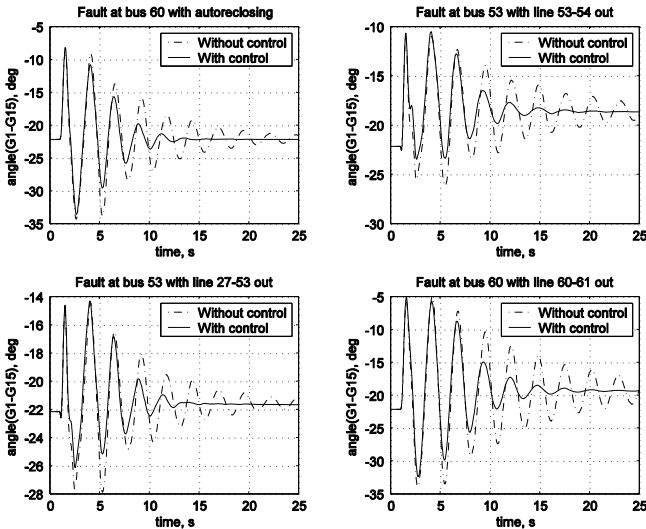 Fault at bus 60 with autoreclosing
-5
-10
-15
-20
-25
-30
-35
angle(G1-G15), deg
Without control
With control
0 5 10 15 20 25
time, s
Fault at bus 53 with line 53-54 out
-10
-15
-20
-25
-30
angle(G1-G15), deg
Without control
With control
0 5 10 15 20 25
time, s
Fault at bus 53 with line 27-53 out
-14
-16
-18
-20
-22
-24
-26
-28
angle(G1-G15), deg
Without control
With control
0 5 10 15 20 25
time, s
Fault at bus 60 with line 60-61 out
-5
-10
-15
-20
-25
-30
-35
angle(G1-G15), deg
Without control
With control
0 5 10 15 20 25
time, s